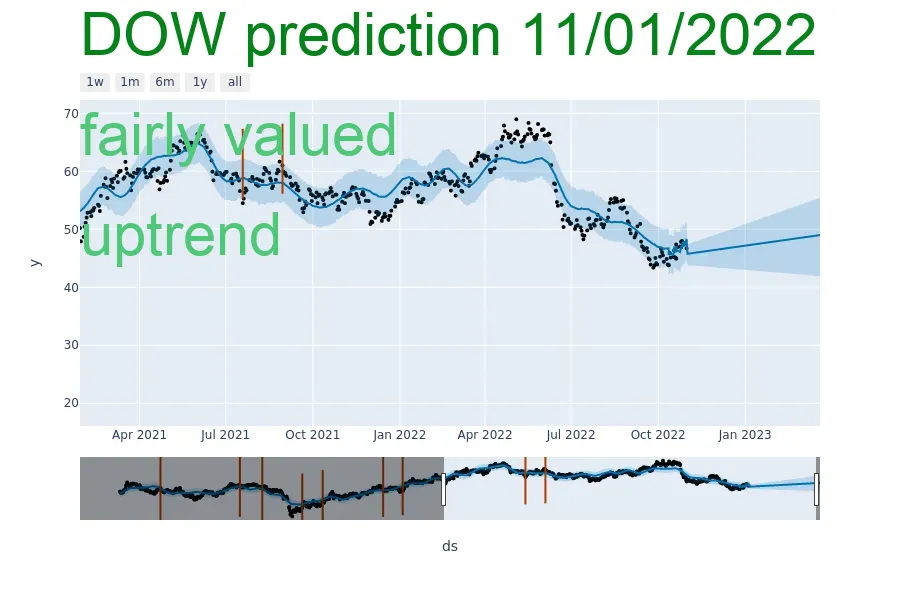 DOW prediction 11/01/2022
1w 1m 6m 1y all
fairly valued
uptrend
70
60
50
40
30
20
y
Apr 2021 Jul 2021 Oct 2021 Jan 2022 Apr 2022 Jul 2022 Oct 2022 Jan 2023
ds